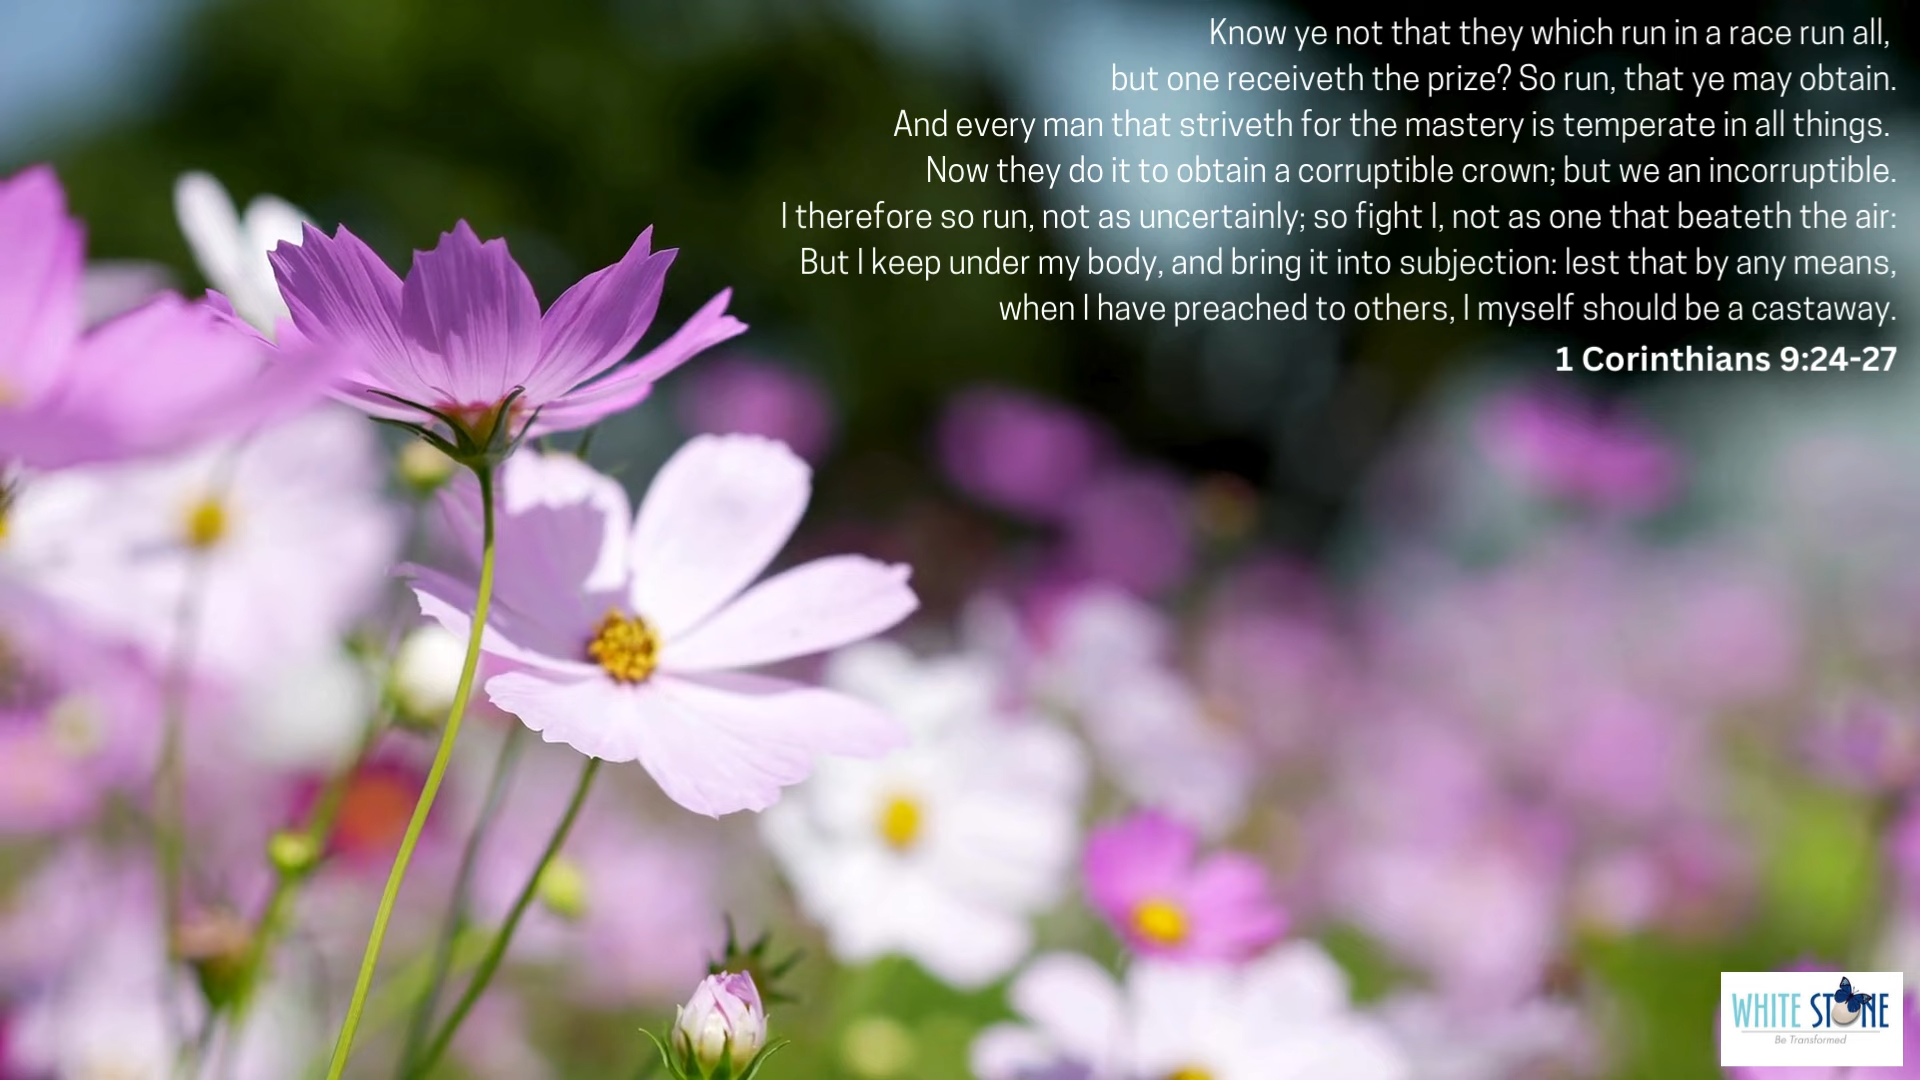 Know ye not that they which run in a race run all,
but one receiveth the prize? So run, that ye may obtain.
And every man that striveth for the mastery is temperate in all things.
Now they do it to obtain a corruptible crown; but we an incorruptible.
I therefore so run, not as uncertainly; so fight I, not as one that beateth the air:
But I keep under my body, and bring it into subjection: lest that by any means,
when I have preached to others, I myself should be a castaway.
1 Corinthians 9:24-27
WHITE STONE
Be Transformed